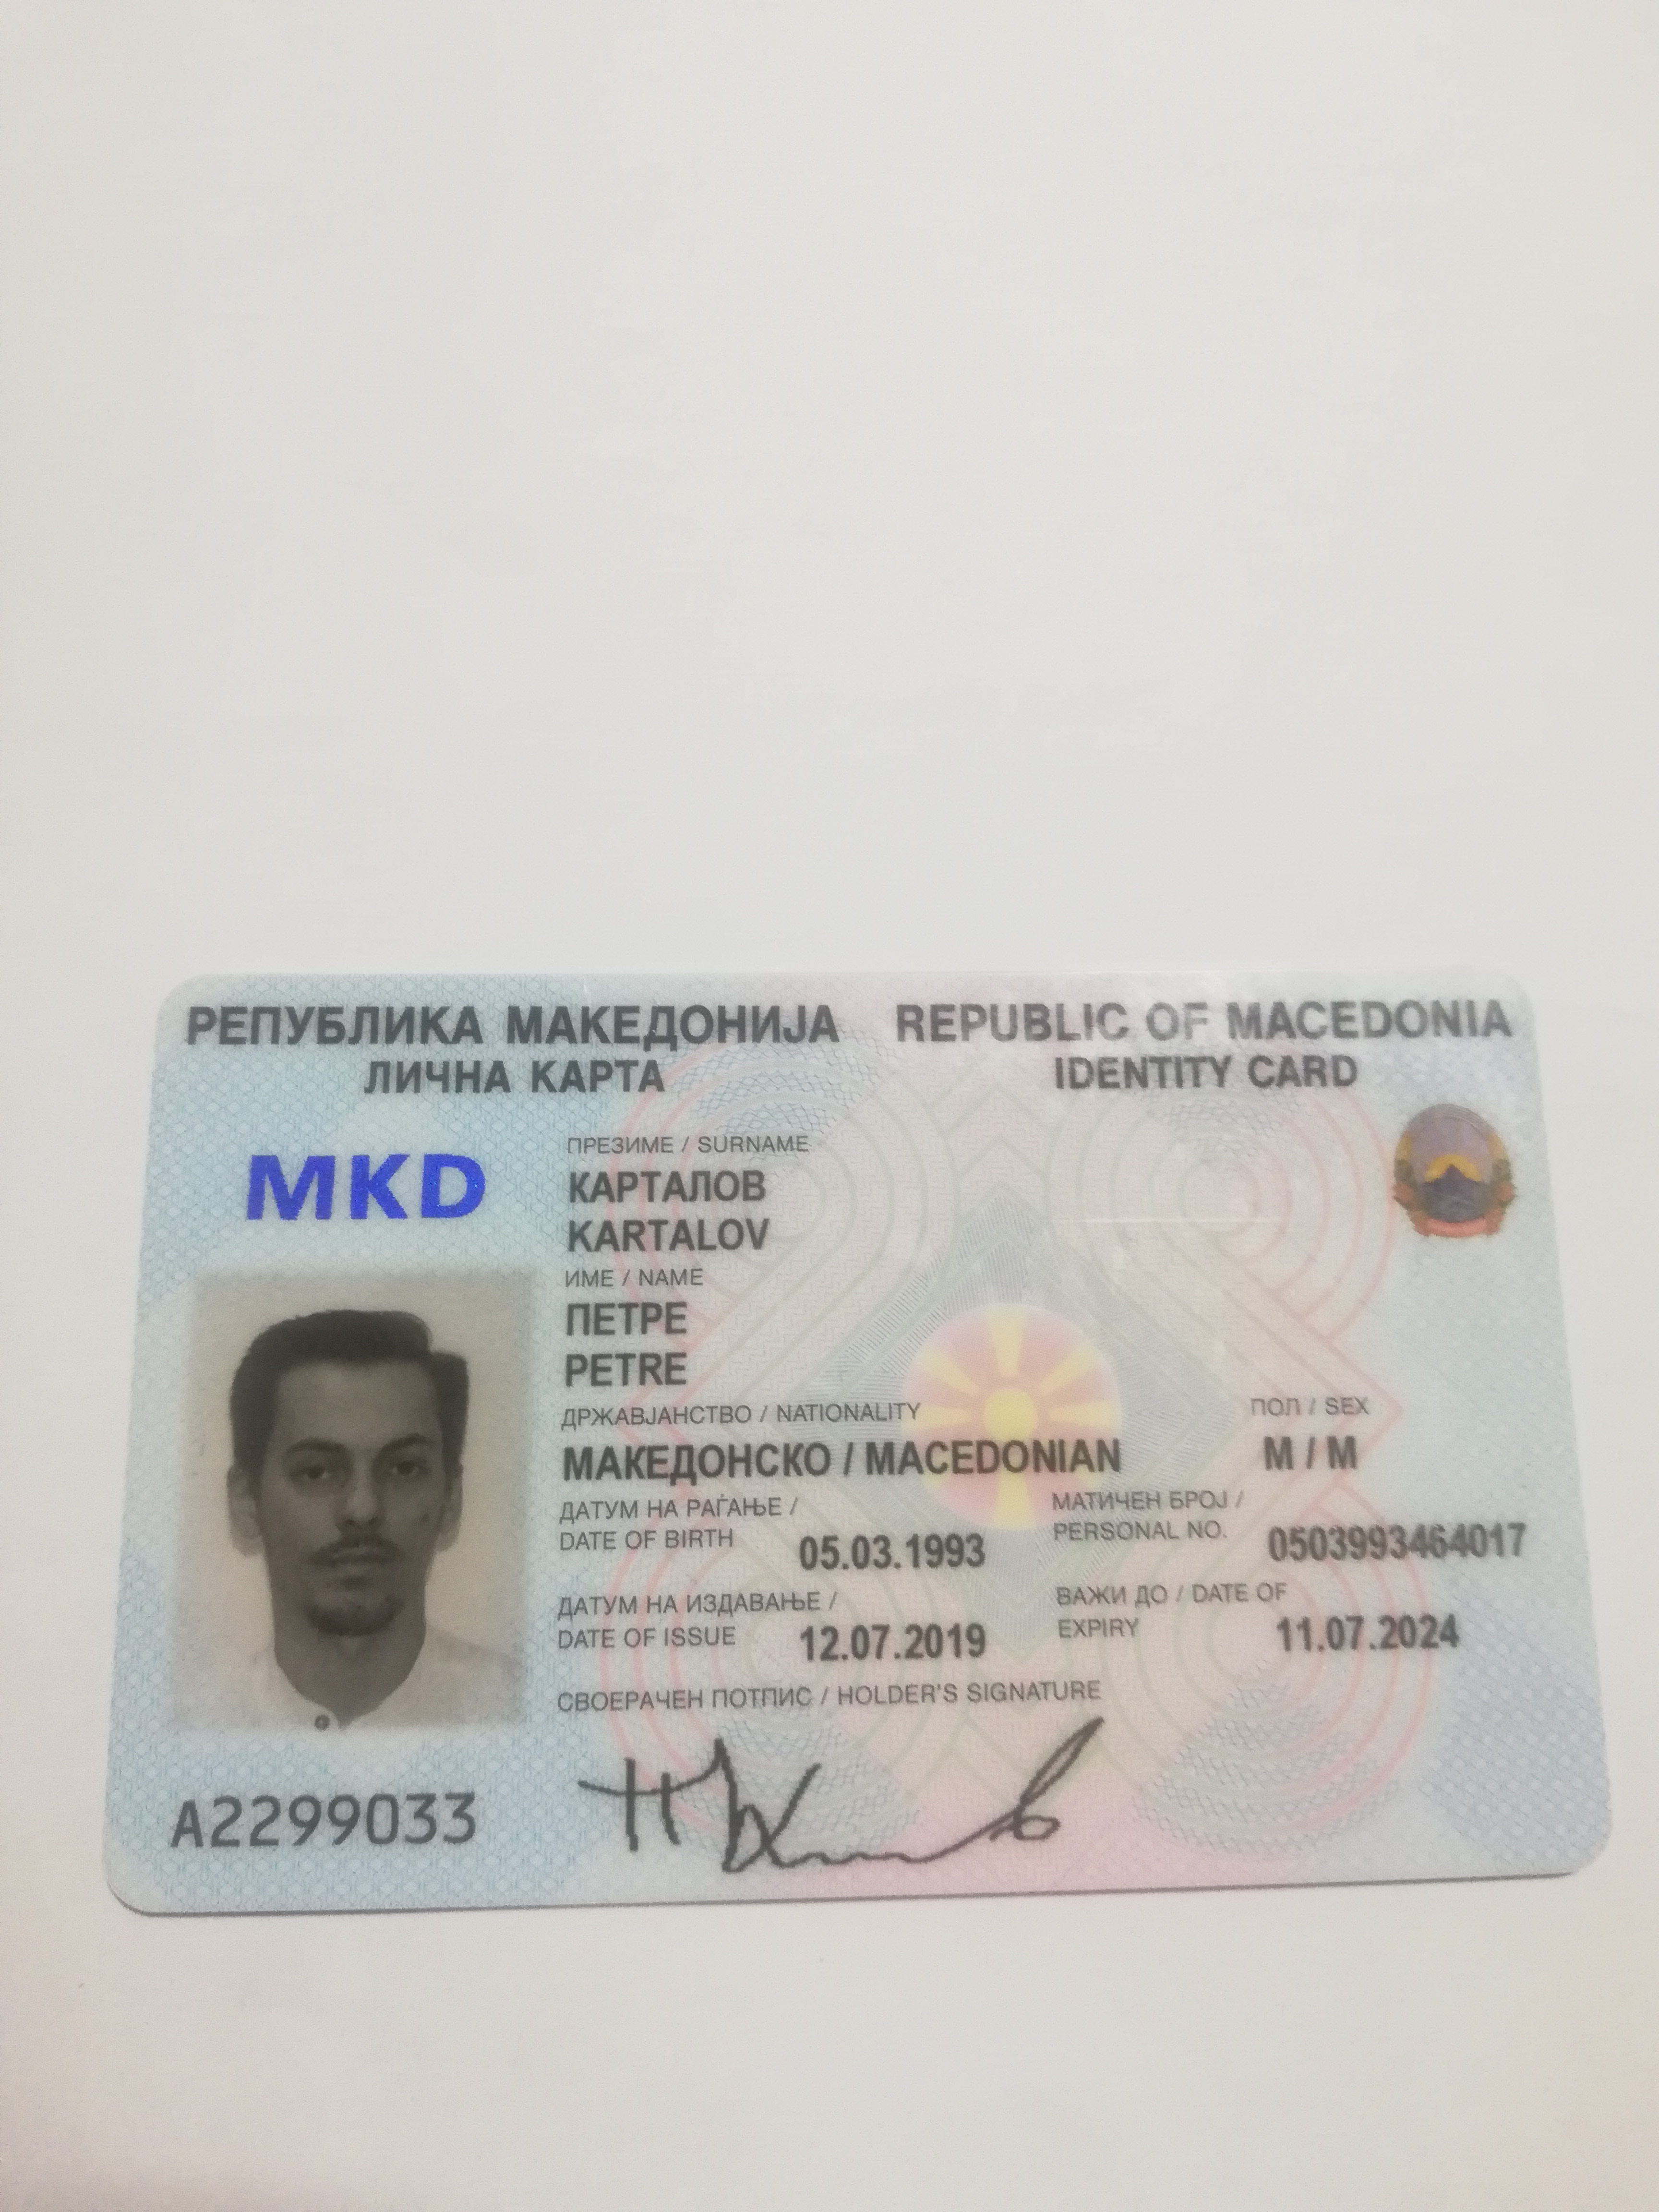 РЕПУБЛИКА МАКЕДОНИЈА REPUBLIC OF MACEDONIA
ЛИЧНА КАРТА IDENTITY CARD
MKD
ПРЕЗИМЕ / SURNAME
КАРТАЛОВ
KARTALOV
ИМЕ / NAME
ПЕТРЕ
PETRE
ДРЖАВЈАНСТВО / NATIONALITY
МАКЕДОНСКО / MACEDONIAN
ПОЛ / SEX
М / M
ДАТУМ НА РАЃАЊЕ /
DATE OF BIRTH 05.03.1993
МАТИЧЕН БРОЈ /
PERSONAL NO. 0503993464017
ДАТУМ НА ИЗДАВАЊЕ /
DATE OF ISSUE 12.07.2019
ВАЖИ ДО / DATE OF
EXPIRY 11.07.2024
СВОЕРАЧЕН ПОТПИС / HOLDER'S SIGNATURE
A2299033